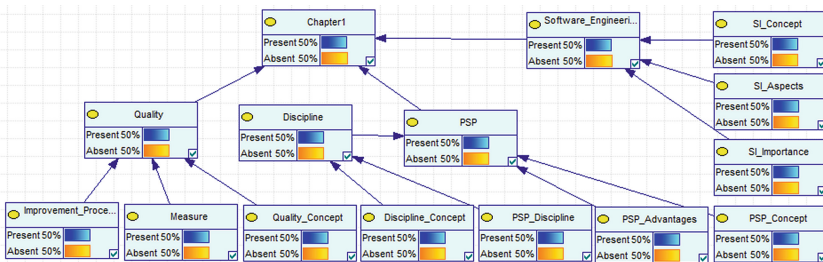 Chapter1
Present 50%
Absent 50%
Software_Engineeri...
Present 50%
Absent 50%
SI_Concept
Present 50%
Absent 50%
SI_Aspects
Present 50%
Absent 50%
SI_Importance
Present 50%
Absent 50%
Quality
Present 50%
Absent 50%
Discipline
Present 50%
Absent 50%
PSP
Present 50%
Absent 50%
Improvement_Proce...
Present 50%
Absent 50%
Measure
Present 50%
Absent 50%
Quality_Concept
Present 50%
Absent 50%
Discipline_Concept
Present 50%
Absent 50%
PSP_Discipline
Present 50%
Absent 50%
PSP_Advantages
Present 50%
Absent 50%
PSP_Concept
Present 50%
Absent 50%